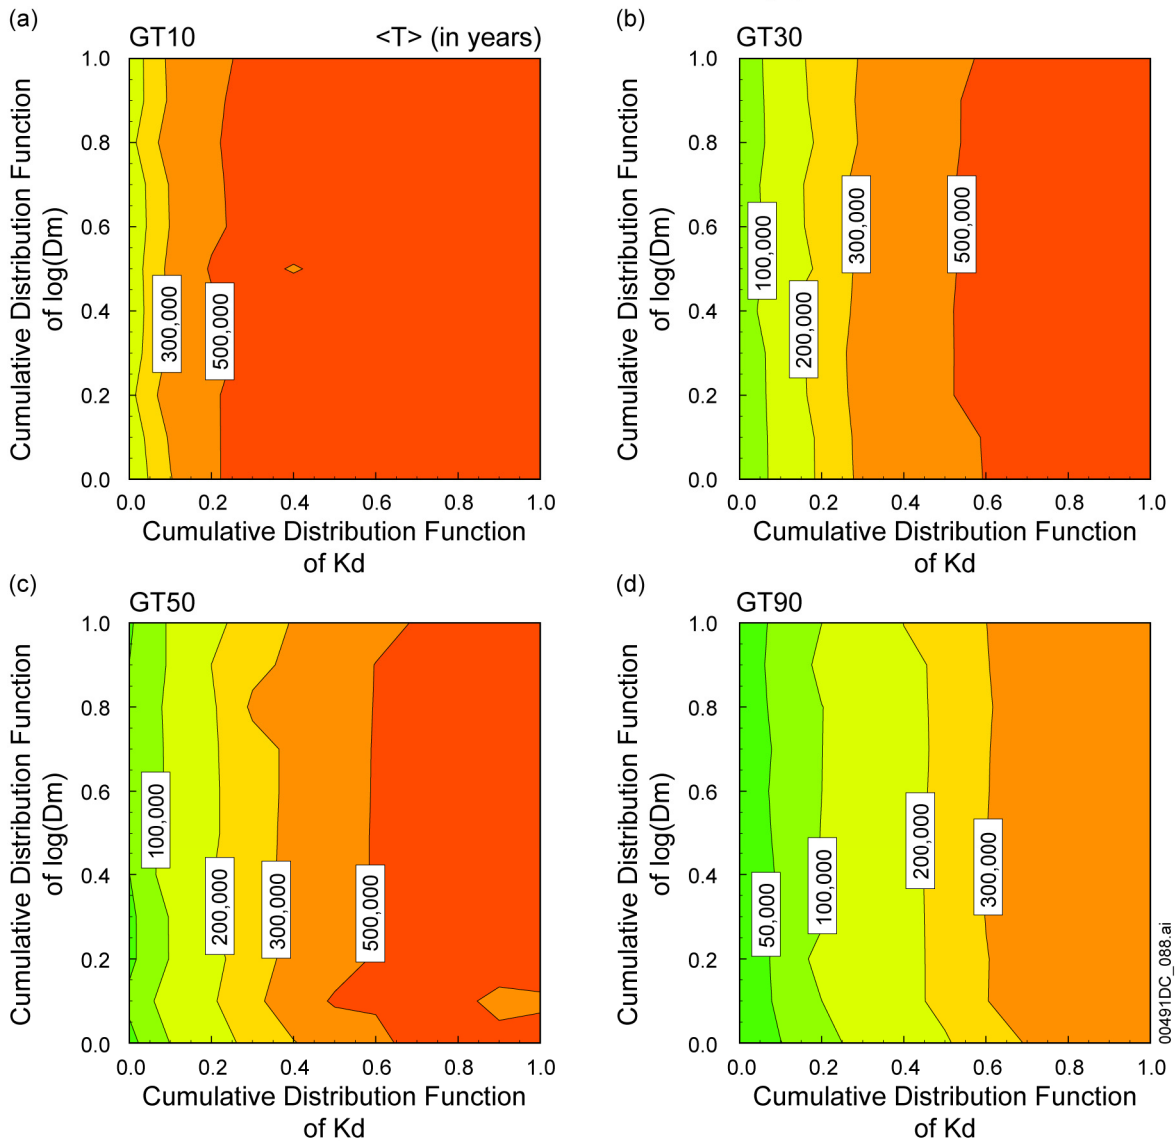 (a)
GT10 <T> (in years)
1.0
0.8
0.6
0.4
0.2
0.0
Cumulative Distribution Function
of log(Dm)
300,000
500,000
0.0 0.2 0.4 0.6 0.8 1.0
Cumulative Distribution Function
of Kd
(b)
GT30
1.0
0.8
0.6
0.4
0.2
0.0
Cumulative Distribution Function
of log(Dm)
100,000
200,000
300,000
500,000
0.0 0.2 0.4 0.6 0.8 1.0
Cumulative Distribution Function
of Kd
(c)
GT50
1.0
0.8
0.6
0.4
0.2
0.0
Cumulative Distribution Function
of log(Dm)
100,000
200,000
300,000
500,000
0.0 0.2 0.4 0.6 0.8 1.0
Cumulative Distribution Function
of Kd
(d)
GT90
1.0
0.8
0.6
0.4
0.2
0.0
Cumulative Distribution Function
of log(Dm)
50,000
100,000
200,000
300,000
0.0 0.2 0.4 0.6 0.8 1.0
Cumulative Distribution Function
of Kd
00491DC_088.ai